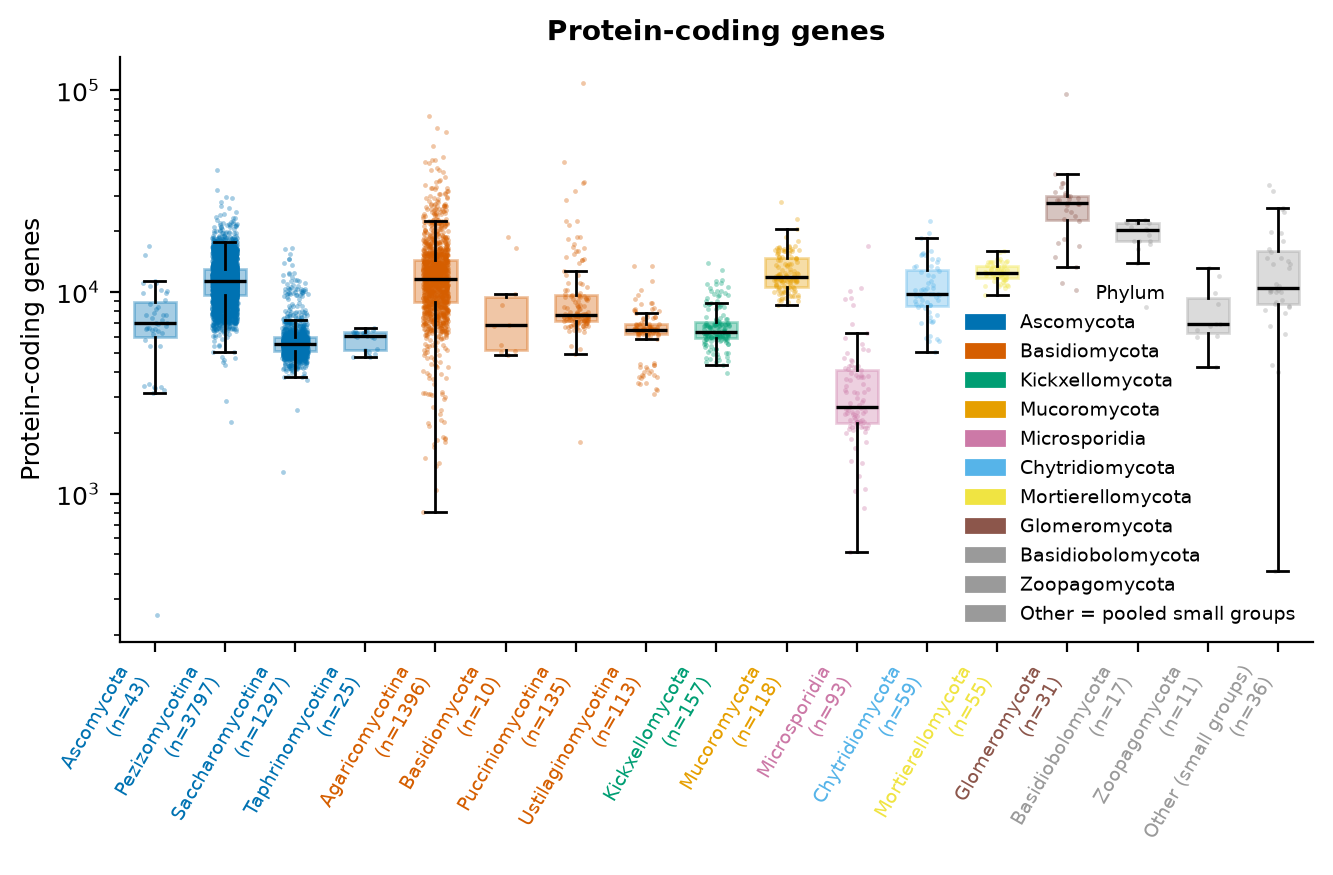 Protein-coding genes
Protein-coding genes
10^5
10^4
10^3
Phylum
Ascomycota
Basidiomycota
Kickxellomycota
Mucoromycota
Microsporidia
Chytridiomycota
Mortierellomycota
Glomeromycota
Basidiobolomycota
Zoopagomycota
Other = pooled small groups
Ascomycota
(n=43)
Pezizomycotina
(n=3797)
Saccharomycotina
(n=1297)
Taphrinomycotina
(n=25)
Agaricomycotina
(n=1396)
Basidiomycota
(n=10)
Pucciniomycotina
(n=135)
Ustilaginomycotina
(n=113)
Kickxellomycota
(n=157)
Mucoromycota
(n=118)
Microsporidia
(n=93)
Chytridiomycota
(n=59)
Mortierellomycota
(n=55)
Glomeromycota
(n=31)
Basidiobolomycota
(n=17)
Zoopagomycota
(n=11)
Other (small groups)
(n=36)